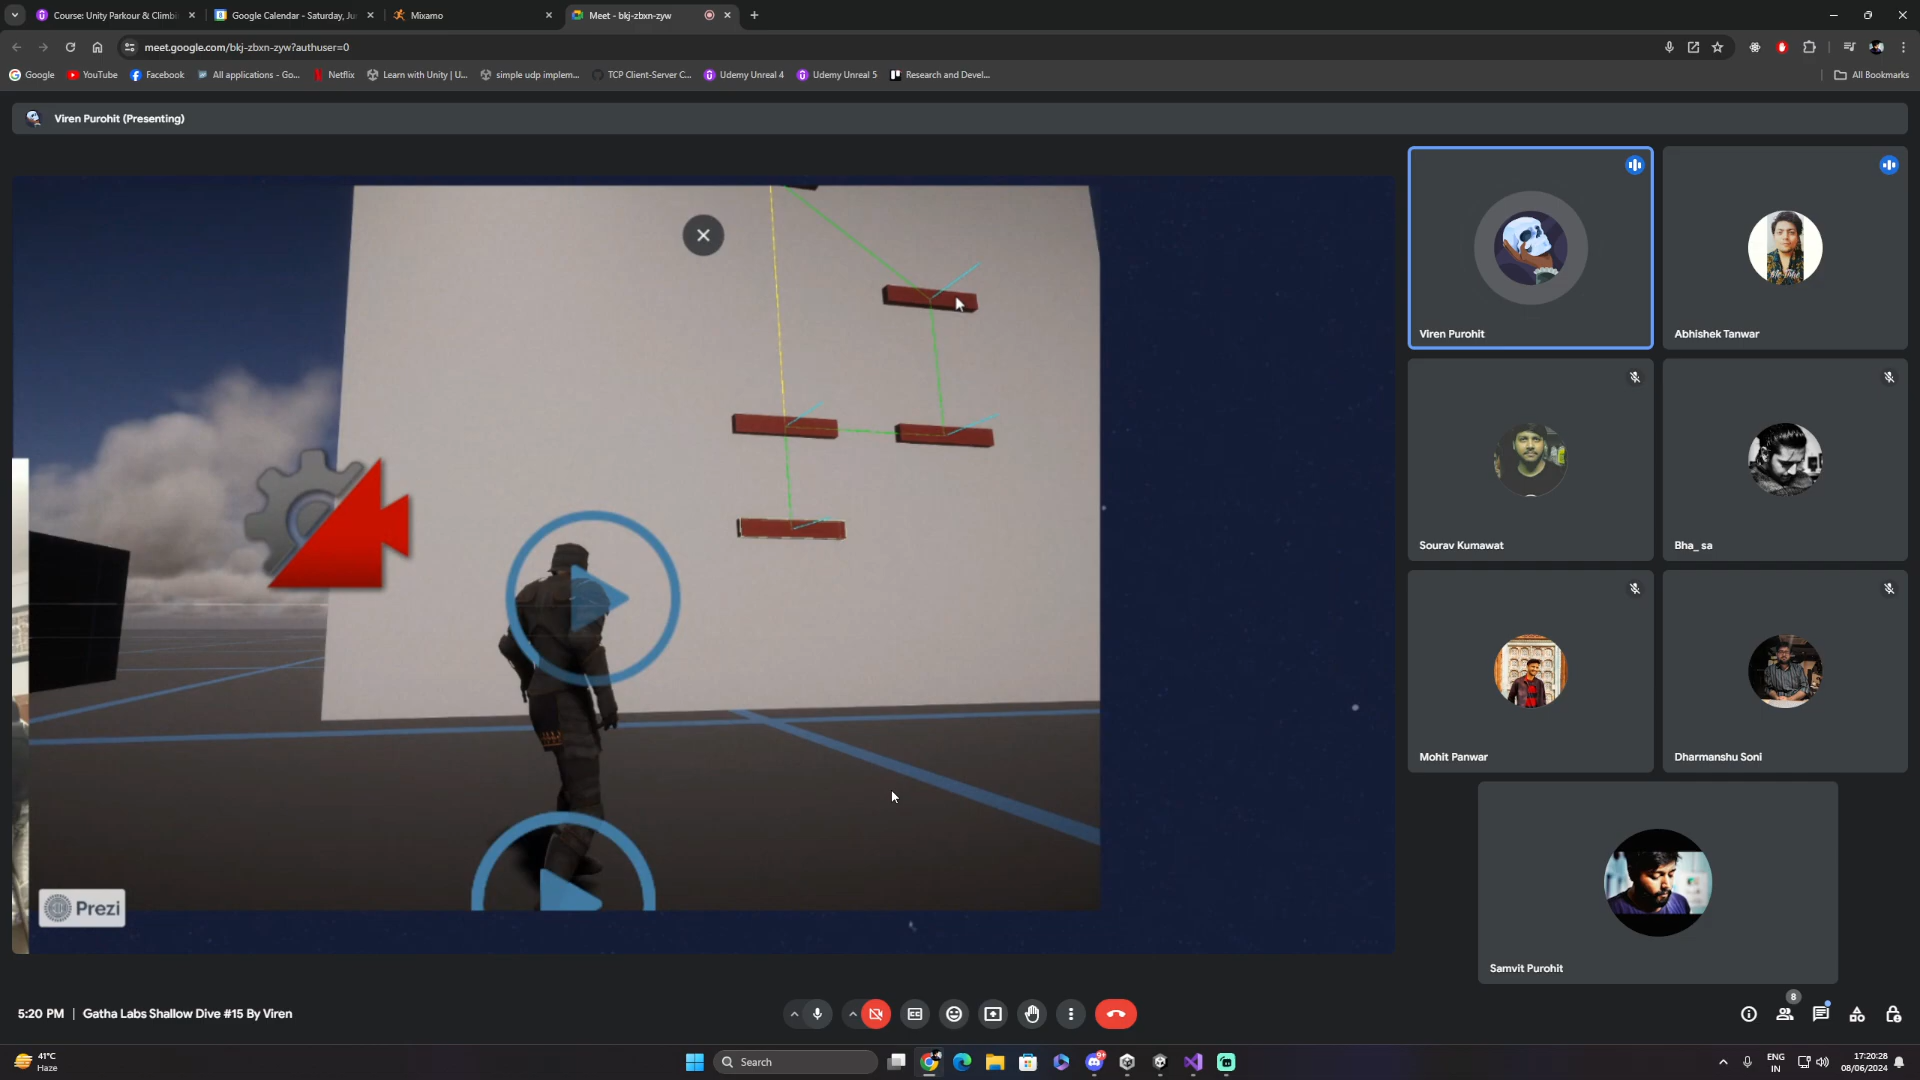 Course: Unity Parkour & Climbi
Google Calendar - Saturday, Ju
Mixamo
Meet - bkj-zbxn-zyw
meet.google.com/bkj-zbxn-zyw?authuser=0
Google
YouTube
Facebook
All applications - Go...
Netflix
Learn with Unity | U...
simple udp implem...
TCP Client-Server C...
Udemy Unreal 4
Udemy Unreal 5
Research and Devel...
All Bookmarks
Viren Purohit (Presenting)
Viren Purohit
Abhishek Tanwar
Sourav Kumawat
Bha_ sa
Mohit Panwar
Dharmanshu Soni
Prezi
Samvit Purohit
8
5:20 PM | Gatha Labs Shallow Dive #15 By Viren
41°C
Haze
Search
9+
ENG
IN
17:20:28
08/06/2024